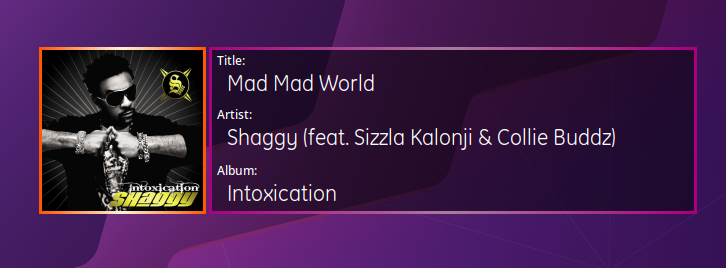 Title:
Mad Mad World
Artist:
Shaggy (feat. Sizzla Kalonji & Collie Buddz)
Album:
Intoxication
intoxication
SHAGGY
S